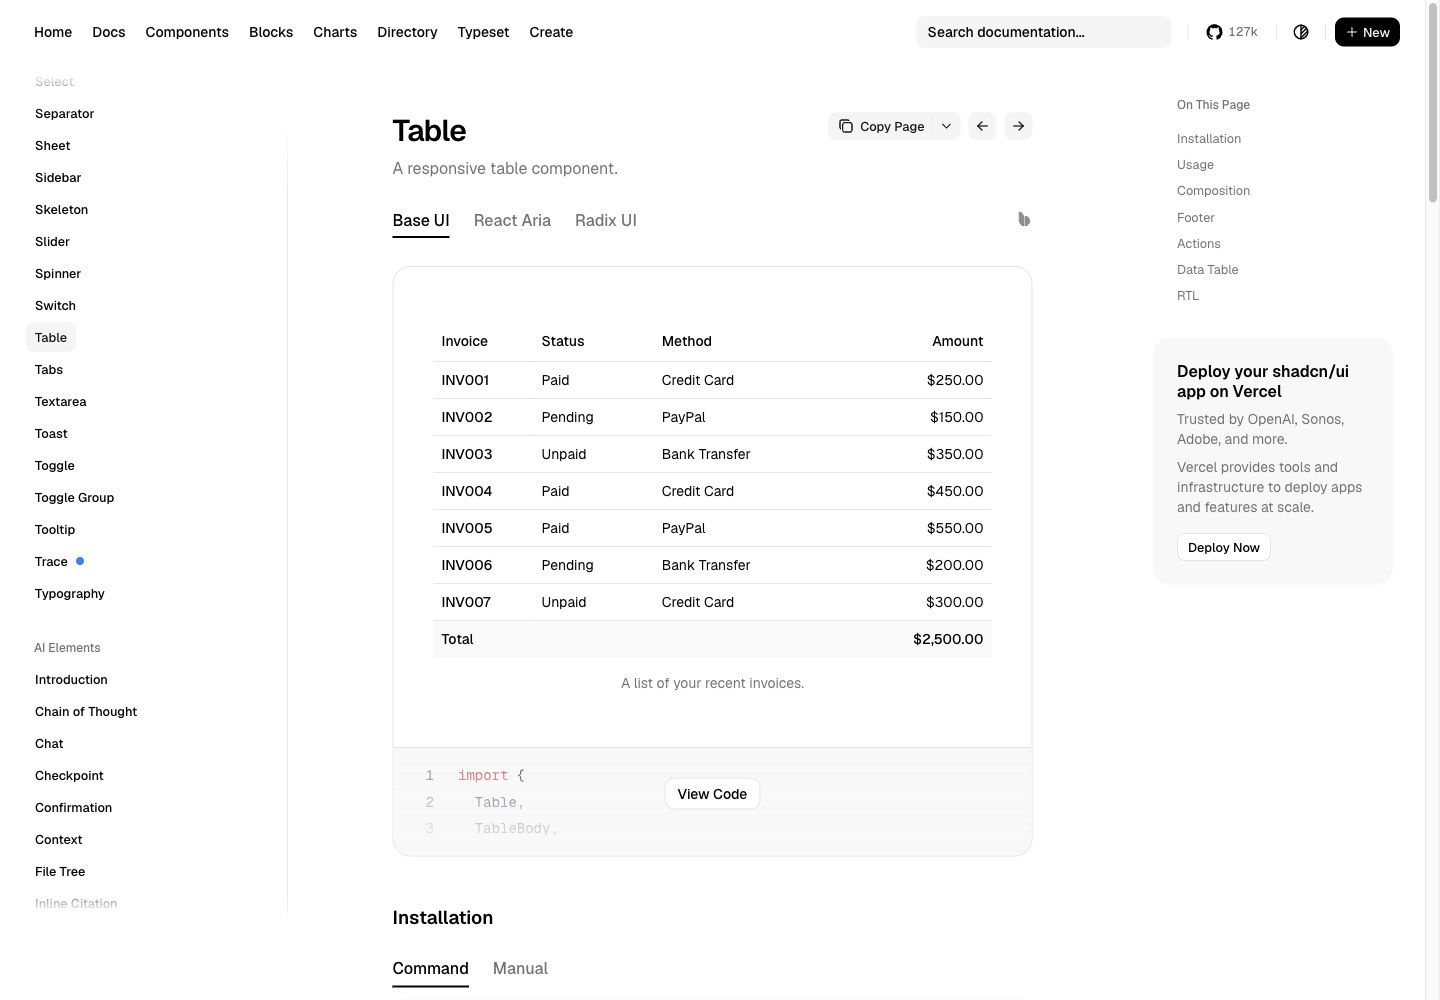 Home Docs Components Blocks Charts Directory Typeset Create
Search documentation...
127k
New
Select
Separator
Sheet
Sidebar
Skeleton
Slider
Spinner
Switch
Table
Tabs
Textarea
Toast
Toggle
Toggle Group
Tooltip
Trace
Typography
AI Elements
Introduction
Chain of Thought
Chat
Checkpoint
Confirmation
Context
File Tree
Inline Citation
Table
Copy Page
A responsive table component.
Base UI React Aria Radix UI
Invoice Status Method Amount
INV001 Paid Credit Card $250.00
INV002 Pending PayPal $150.00
INV003 Unpaid Bank Transfer $350.00
INV004 Paid Credit Card $450.00
INV005 Paid PayPal $550.00
INV006 Pending Bank Transfer $200.00
INV007 Unpaid Credit Card $300.00
Total $2,500.00
A list of your recent invoices.
1 import {
2 Table,
3 TableBody,
View Code
Installation
Command Manual
On This Page
Installation
Usage
Composition
Footer
Actions
Data Table
RTL
Deploy your shadcn/ui
app on Vercel
Trusted by OpenAI, Sonos,
Adobe, and more.
Vercel provides tools and
infrastructure to deploy apps
and features at scale.
Deploy Now